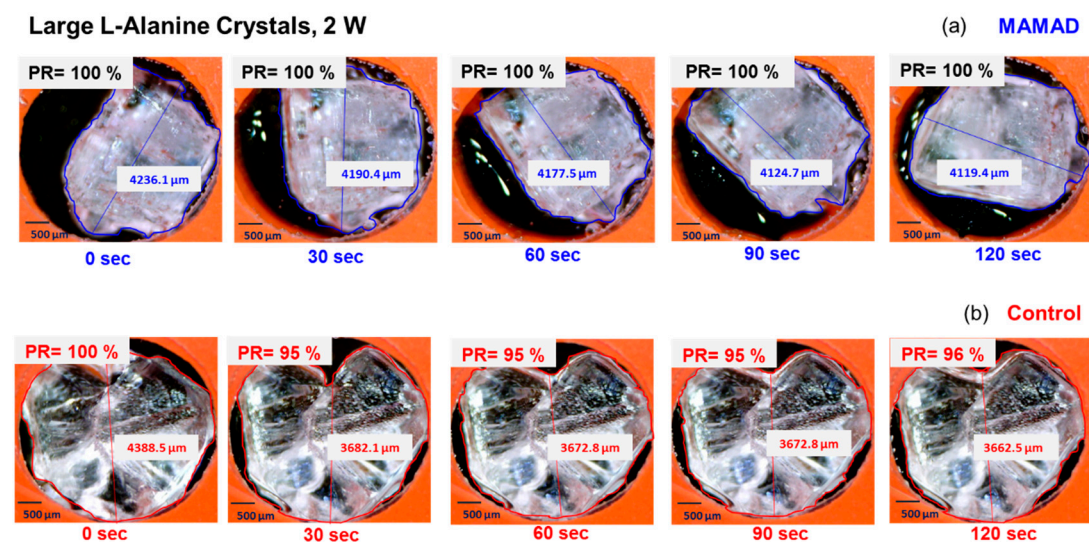 Large L-Alanine Crystals, 2 W
(a) MAMAD
PR= 100 %
PR= 100 %
PR= 100 %
PR= 100 %
PR= 100 %
4236.1 µm
4190.4 µm
4177.5 µm
4124.7 µm
4119.4 µm
500 µm
500 µm
500 µm
500 µm
500 µm
0 sec
30 sec
60 sec
90 sec
120 sec
(b) Control
PR= 100 %
PR= 95 %
PR= 95 %
PR= 95 %
PR= 96 %
4388.5 µm
3682.1 µm
3672.8 µm
3672.8 µm
3662.5 µm
500 µm
500 µm
500 µm
500 µm
500 µm
0 sec
30 sec
60 sec
90 sec
120 sec